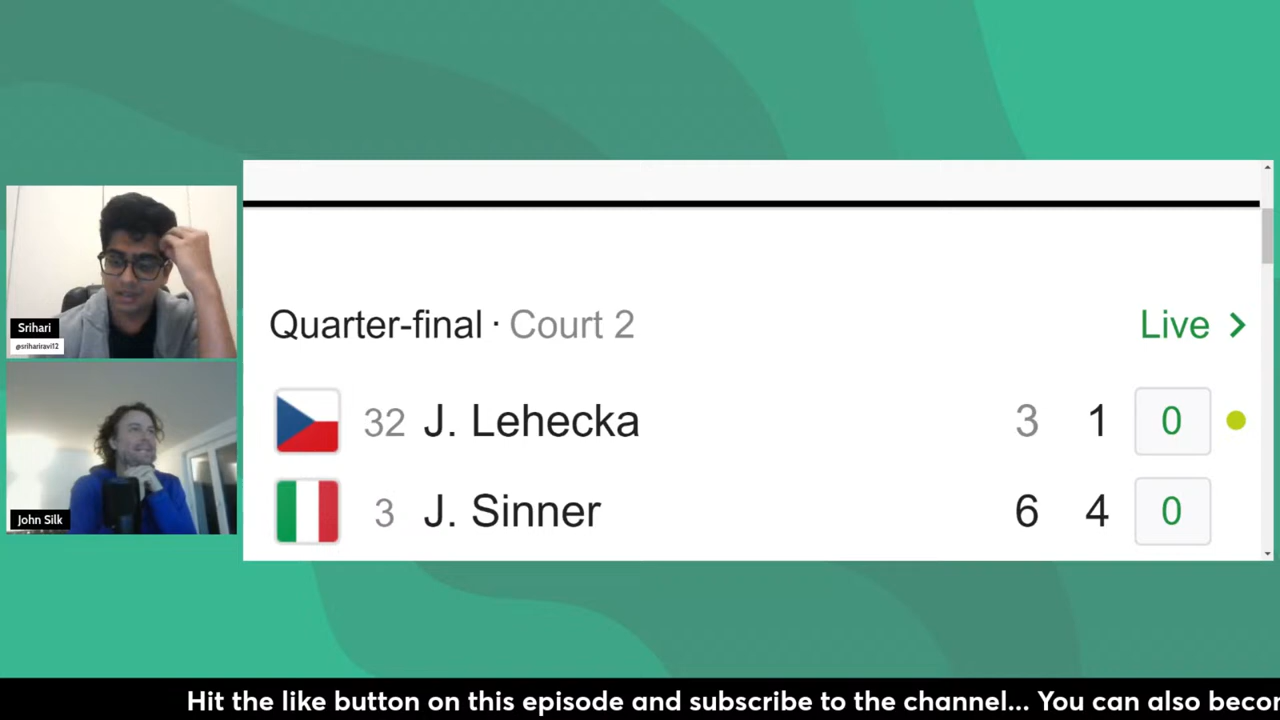 Srihari
@srihariravi12
John Silk
Quarter-final · Court 2
Live
32 J. Lehecka 3 1 0
3 J. Sinner 6 4 0
Hit the like button on this episode and subscribe to the channel... You can also becor